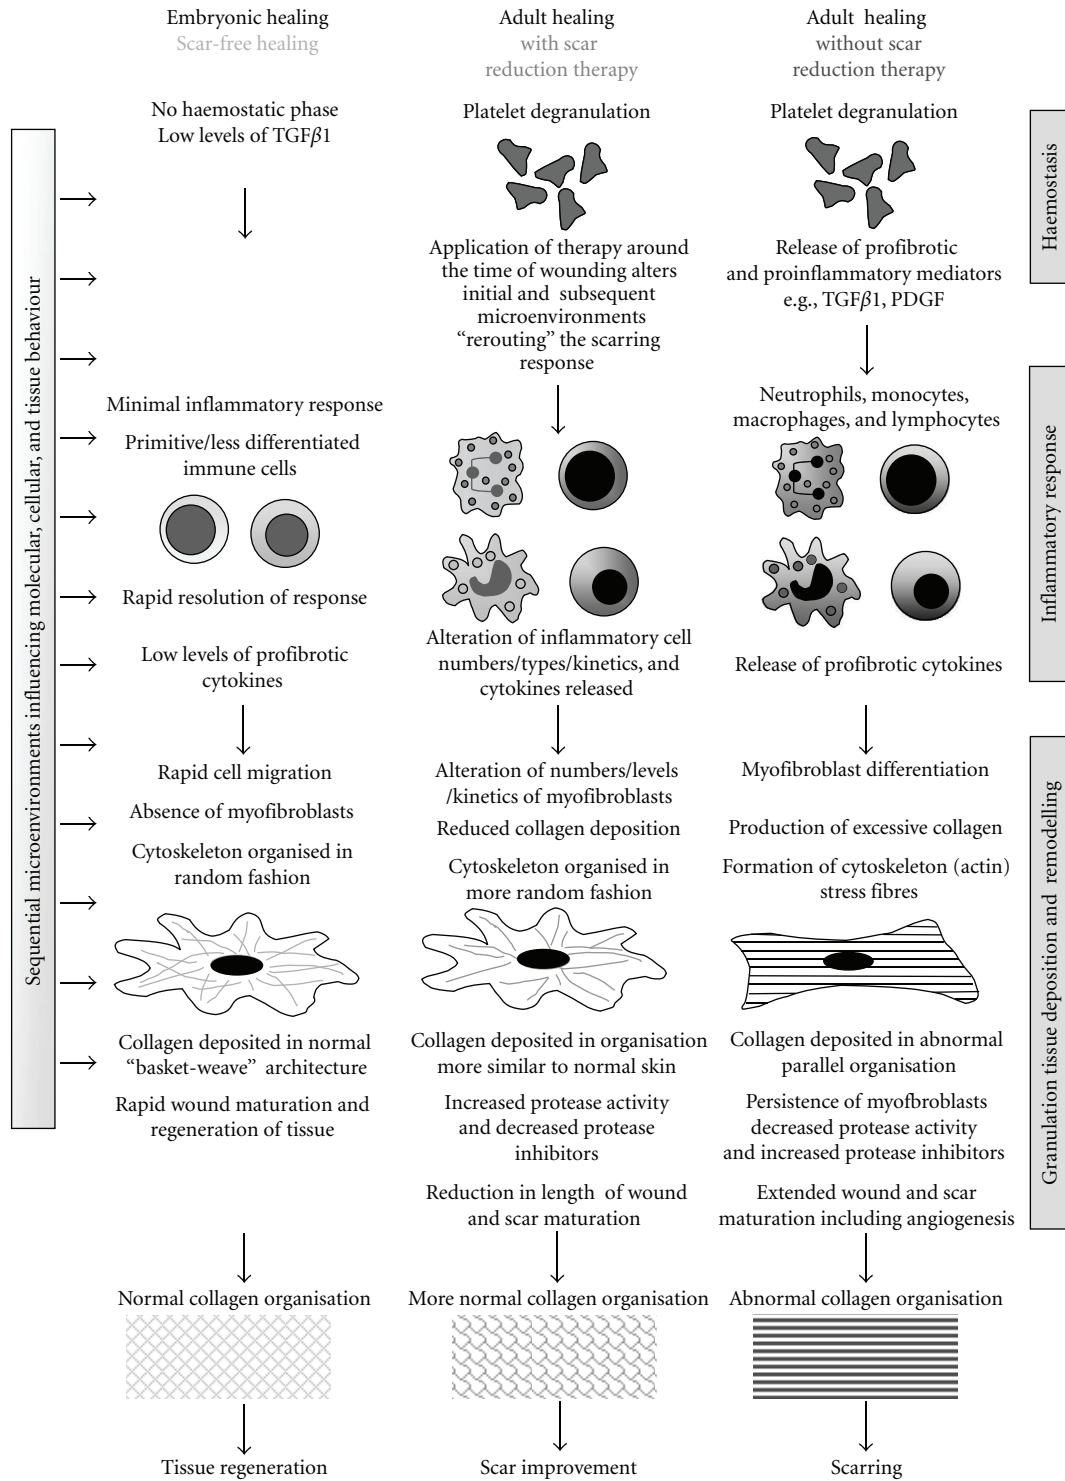 Embryonic healing
Scar-free healing
No haemostatic phase
Low levels of TGFβ1
Minimal inflammatory response
Primitive/less differentiated
immune cells
Rapid resolution of response
Low levels of profibrotic
cytokines
Rapid cell migration
Absence of myofibroblasts
Cytoskeleton organised in
random fashion
Collagen deposited in normal
“basket-weave” architecture
Rapid wound maturation and
regeneration of tissue
Normal collagen organisation
Tissue regeneration
Adult healing
with scar
reduction therapy
Platelet degranulation
Application of therapy around
the time of wounding alters
initial and subsequent
microenvironments
“rerouting” the scarring
response
Alteration of inflammatory cell
numbers/types/kinetics, and
cytokines released
Alteration of numbers/levels
/kinetics of myofibroblasts
Reduced collagen deposition
Cytoskeleton organised in
more random fashion
Collagen deposited in organisation
more similar to normal skin
Increased protease activity
and decreased protease
inhibitors
Reduction in length of wound
and scar maturation
More normal collagen organisation
Scar improvement
Adult healing
without scar
reduction therapy
Platelet degranulation
Release of profibrotic
and proinflammatory mediators
e.g., TGFβ1, PDGF
Neutrophils, monocytes,
macrophages, and lymphocytes
Release of profibrotic cytokines
Myofibroblast differentiation
Production of excessive collagen
Formation of cytoskeleton (actin)
stress fibres
Collagen deposited in abnormal
parallel organisation
Persistence of myofbroblasts
decreased protease activity
and increased protease inhibitors
Extended wound and scar
maturation including angiogenesis
Abnormal collagen organisation
Scarring
Sequential microenvironments influencing molecular, cellular, and tissue behaviour
Haemostasis
Inflammatory response
Granulation tissue deposition and remodelling